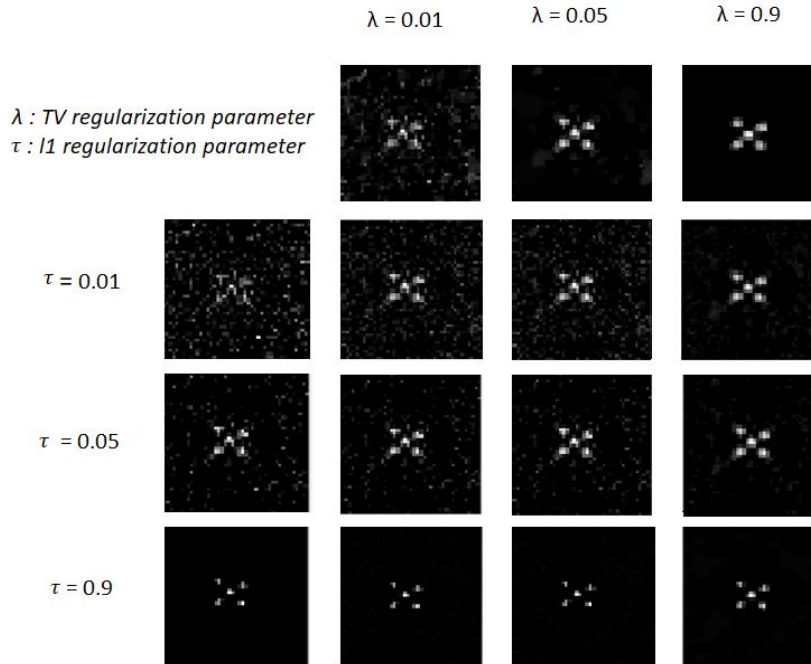 λ = 0.01 λ = 0.05 λ = 0.9
λ : TV regularization parameter
τ : l1 regularization parameter
τ = 0.01
τ = 0.05
τ = 0.9